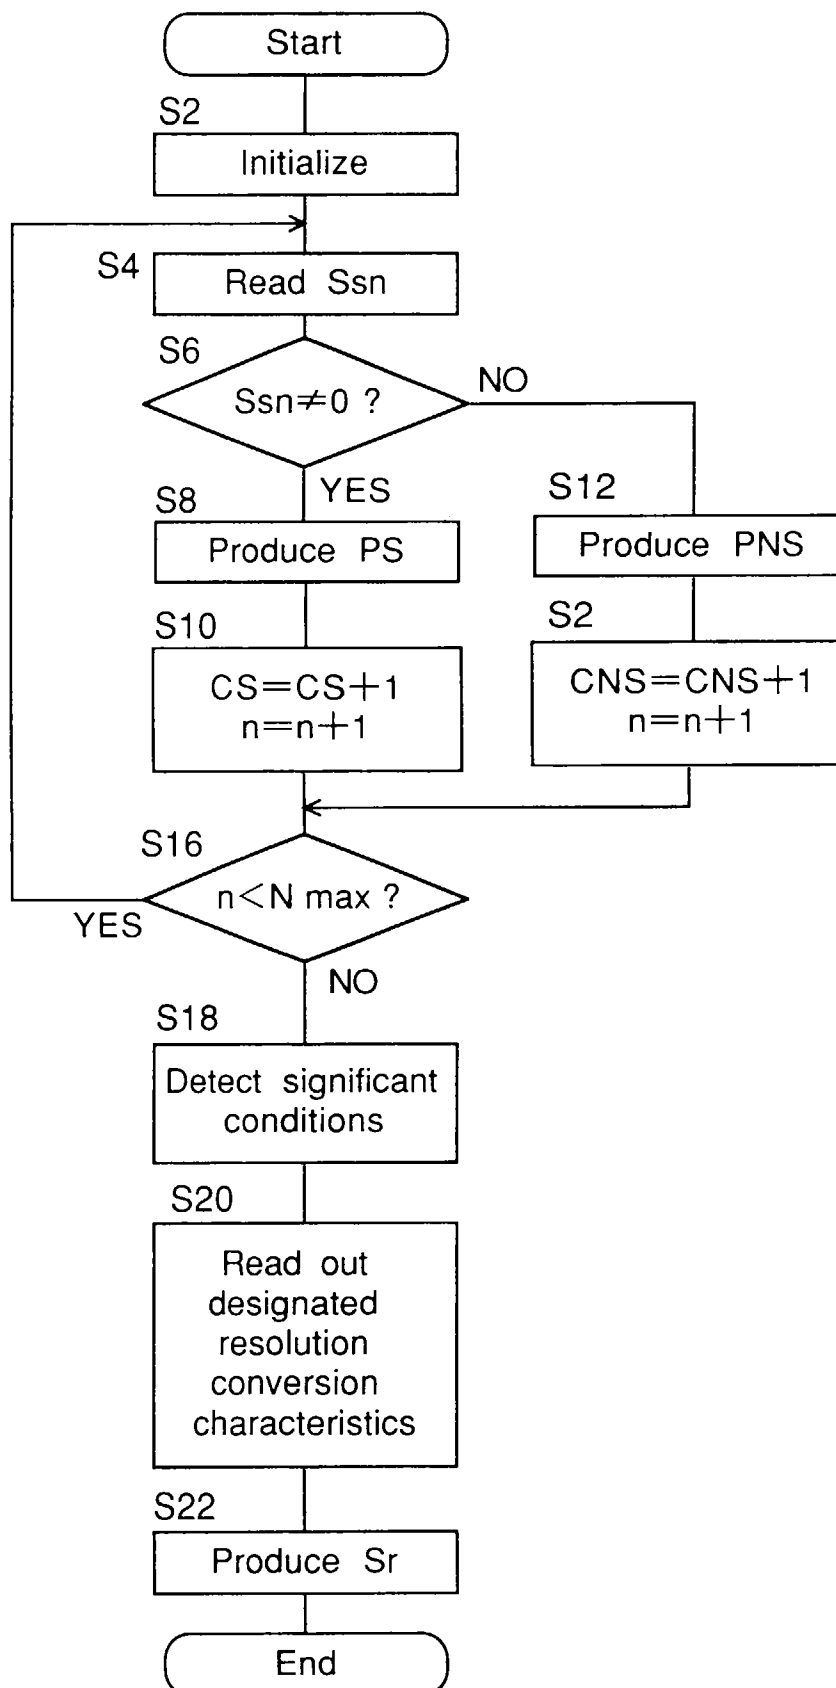 Start
S2
Initialize
S4
Read Ssn
S6
Ssn≠0 ?
NO
YES
S8
Produce PS
S12
Produce PNS
S10
CS=CS+1
n=n+1
S2
CNS=CNS+1
n=n+1
S16
n<N max ?
YES
NO
S18
Detect significant
conditions
S20
Read out
designated
resolution
conversion
characteristics
S22
Produce Sr
End